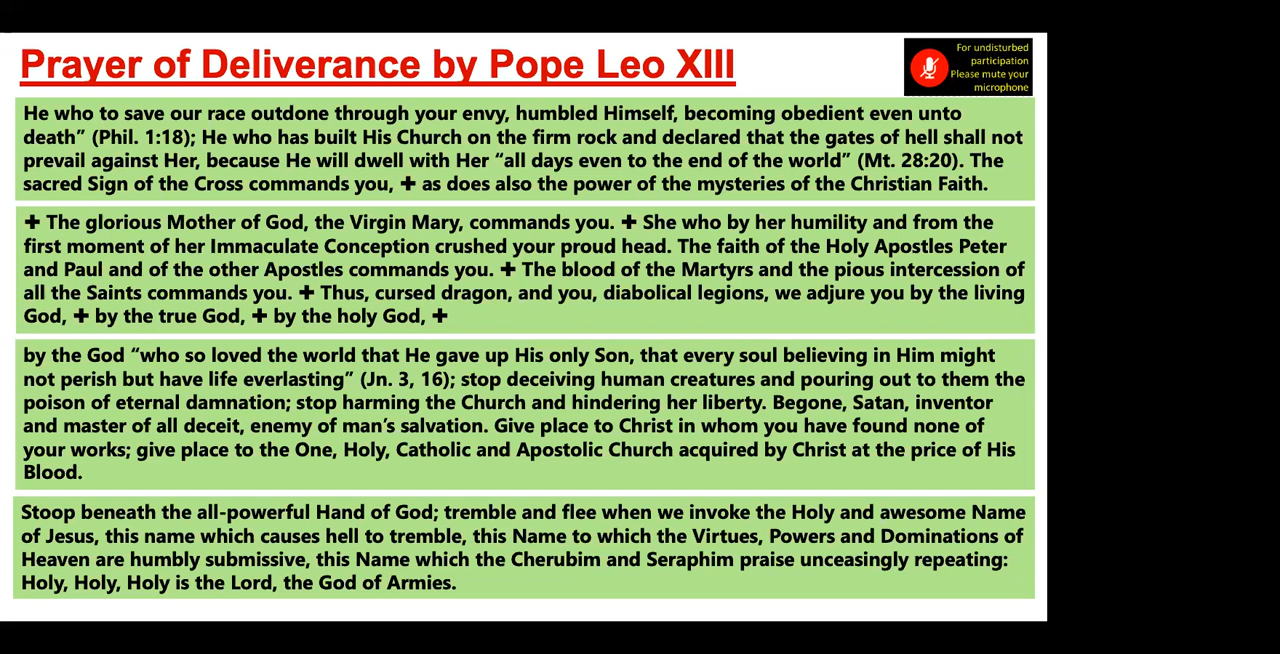 Prayer of Deliverance by Pope Leo XIII
For undisturbed
participation
Please mute your
microphone
He who to save our race outdone through your envy, humbled Himself, becoming obedient even unto
death” (Phil. 1:18); He who has built His Church on the firm rock and declared that the gates of hell shall not
prevail against Her, because He will dwell with Her “all days even to the end of the world” (Mt. 28:20). The
sacred Sign of the Cross commands you, ✚ as does also the power of the mysteries of the Christian Faith.
✚ The glorious Mother of God, the Virgin Mary, commands you. ✚ She who by her humility and from the
first moment of her Immaculate Conception crushed your proud head. The faith of the Holy Apostles Peter
and Paul and of the other Apostles commands you. ✚ The blood of the Martyrs and the pious intercession of
all the Saints commands you. ✚ Thus, cursed dragon, and you, diabolical legions, we adjure you by the living
God, ✚ by the true God, ✚ by the holy God, ✚
by the God “who so loved the world that He gave up His only Son, that every soul believing in Him might
not perish but have life everlasting” (Jn. 3, 16); stop deceiving human creatures and pouring out to them the
poison of eternal damnation; stop harming the Church and hindering her liberty. Begone, Satan, inventor
and master of all deceit, enemy of man’s salvation. Give place to Christ in whom you have found none of
your works; give place to the One, Holy, Catholic and Apostolic Church acquired by Christ at the price of His
Blood.
Stoop beneath the all-powerful Hand of God; tremble and flee when we invoke the Holy and awesome Name
of Jesus, this name which causes hell to tremble, this Name to which the Virtues, Powers and Dominations of
Heaven are humbly submissive, this Name which the Cherubim and Seraphim praise unceasingly repeating:
Holy, Holy, Holy is the Lord, the God of Armies.